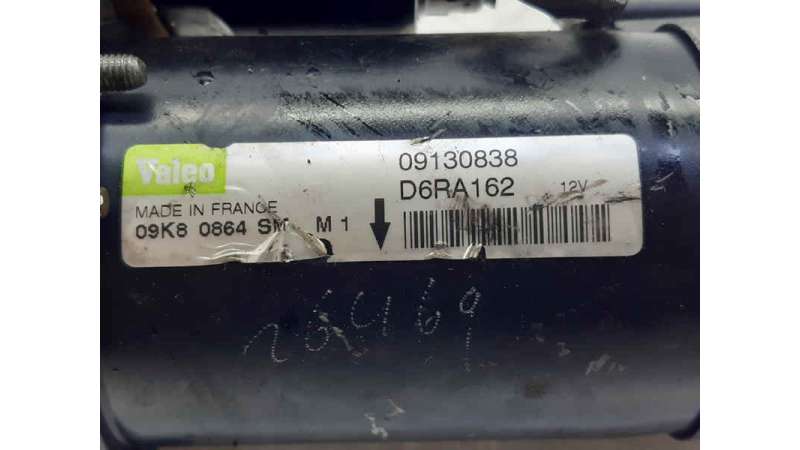 Valeo
09130838
D6RA162 12V
MADE IN FRANCE
09K8 0864 SM M 1
26469